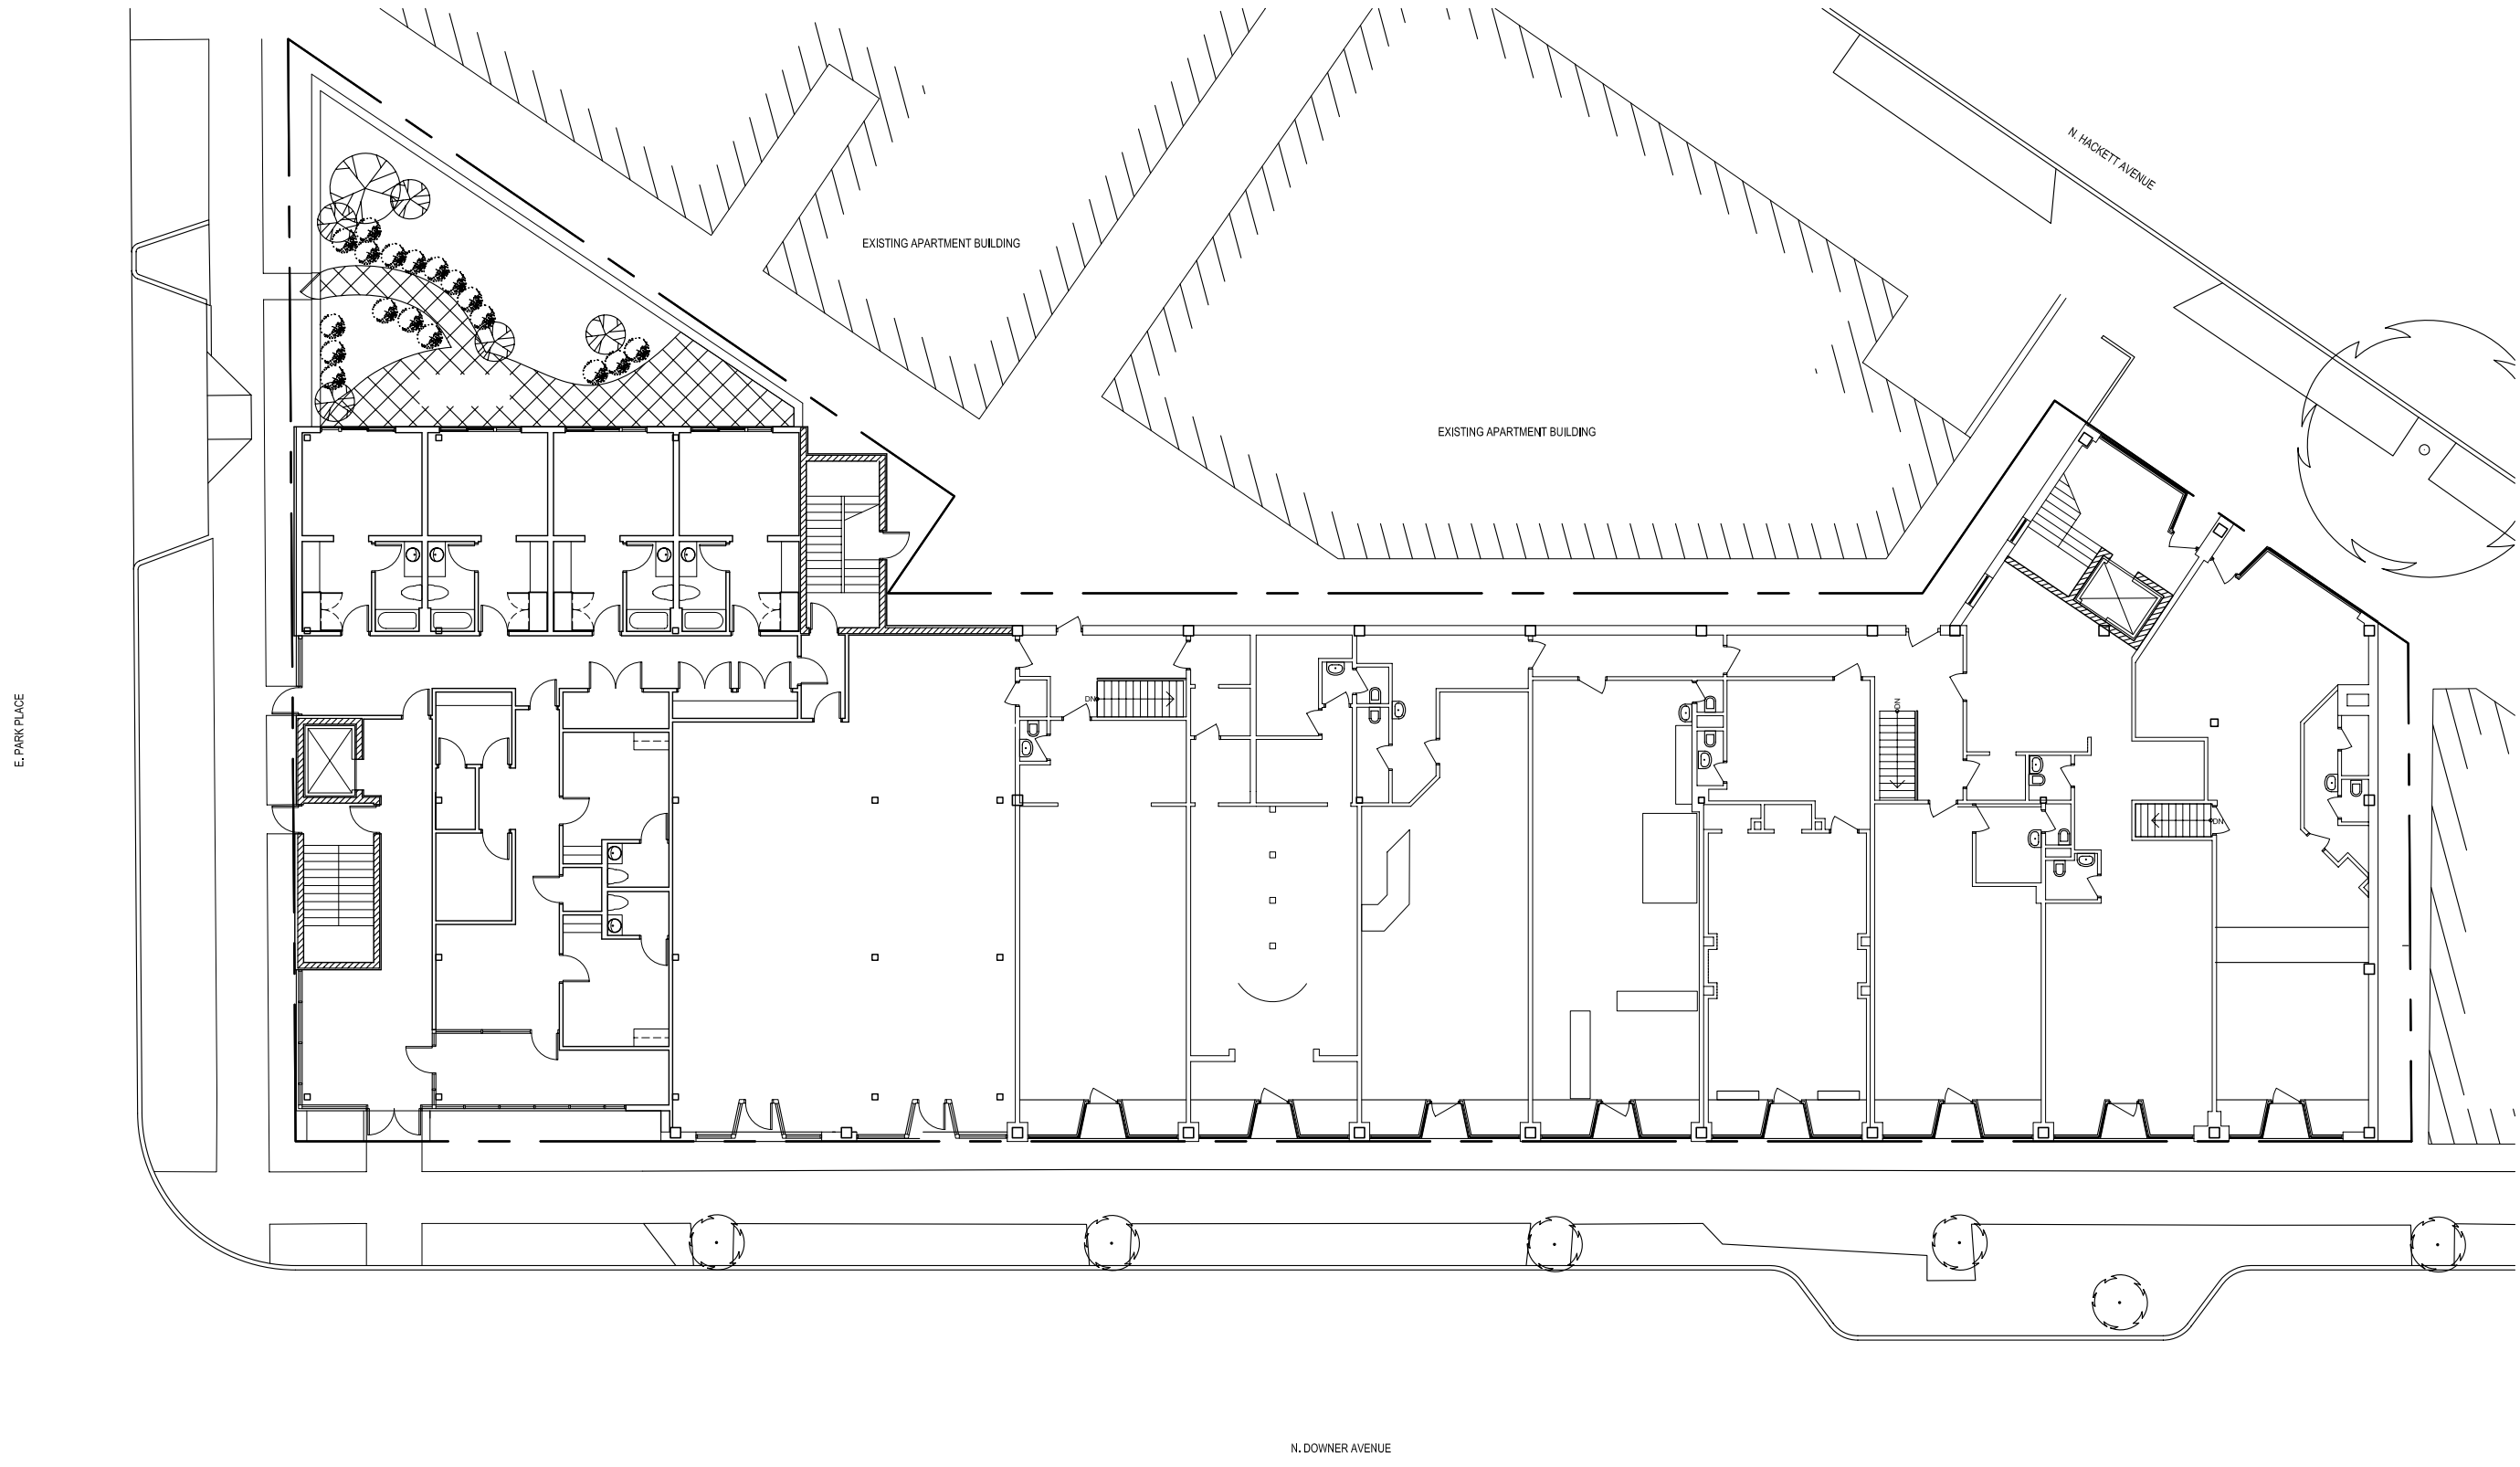 N. HACKETT AVENUE
EXISTING APARTMENT BUILDING
EXISTING APARTMENT BUILDING
E. PARK PLACE
DN
DN
DN
N. DOWNER AVENUE